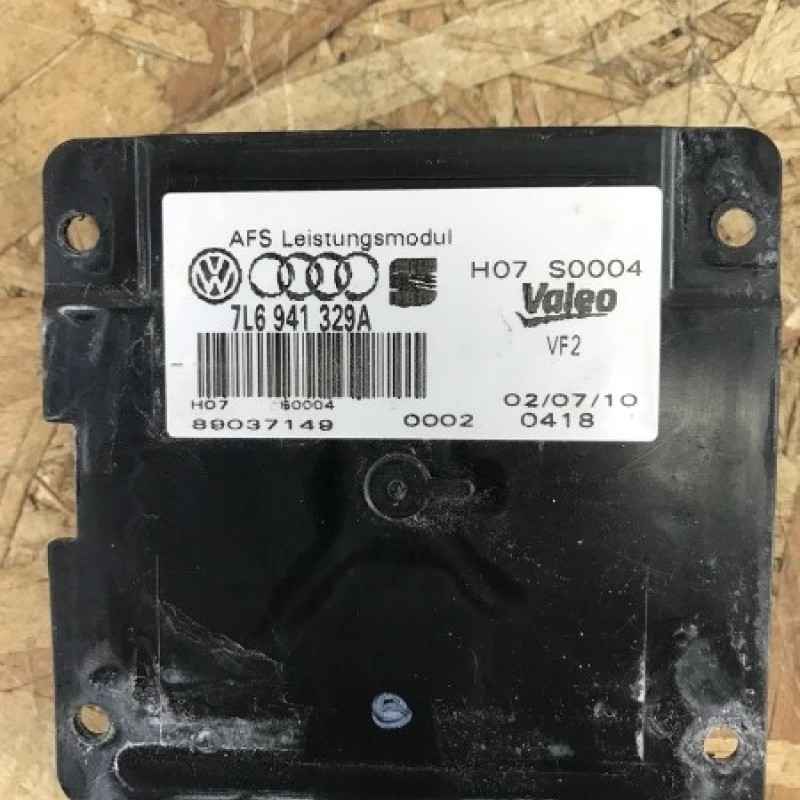 AFS Leistungsmodul
H07 S0004
Valeo
7L6 941 329A
VF2
H07 S0004
02/07/10
89037149 0002 0418